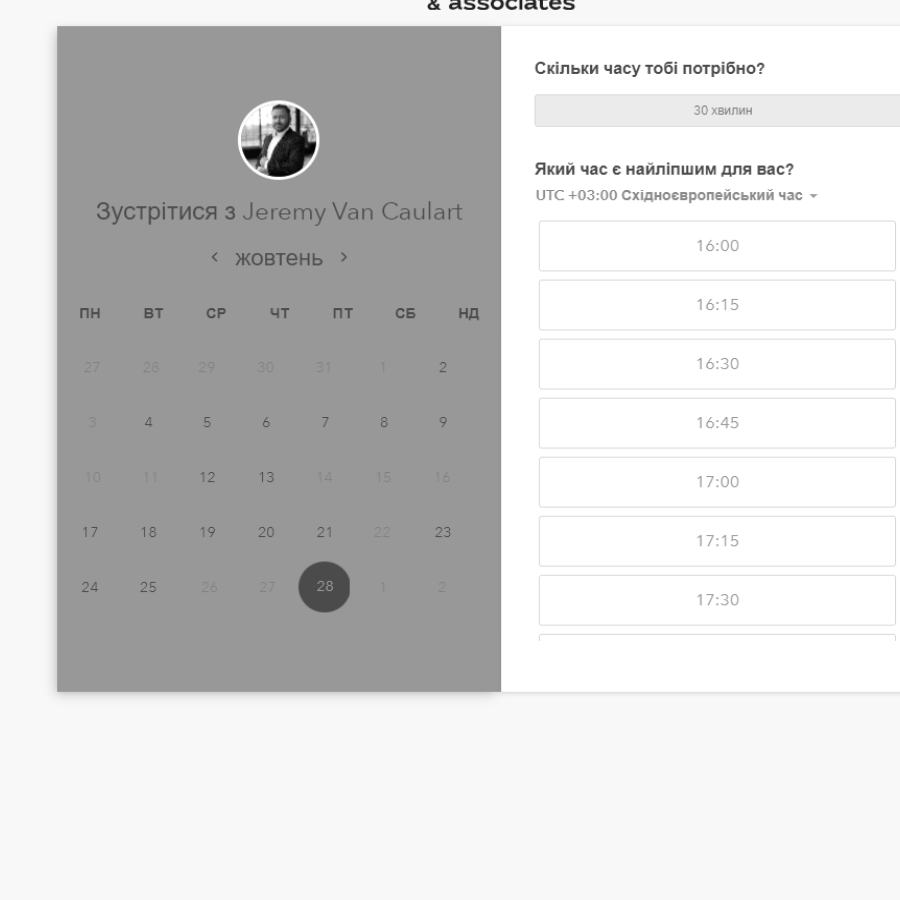 & associates
Зустрітися з Jeremy Van Caulart
‹ жовтень ›
ПН ВТ СР ЧТ ПТ СБ НД
27 28 29 30 31 1 2
3 4 5 6 7 8 9
10 11 12 13 14 15 16
17 18 19 20 21 22 23
24 25 26 27 28 1 2
Скільки часу тобі потрібно?
30 хвилин
Який час є найліпшим для вас?
UTC +03:00 Східноєвропейський час
16:00
16:15
16:30
16:45
17:00
17:15
17:30